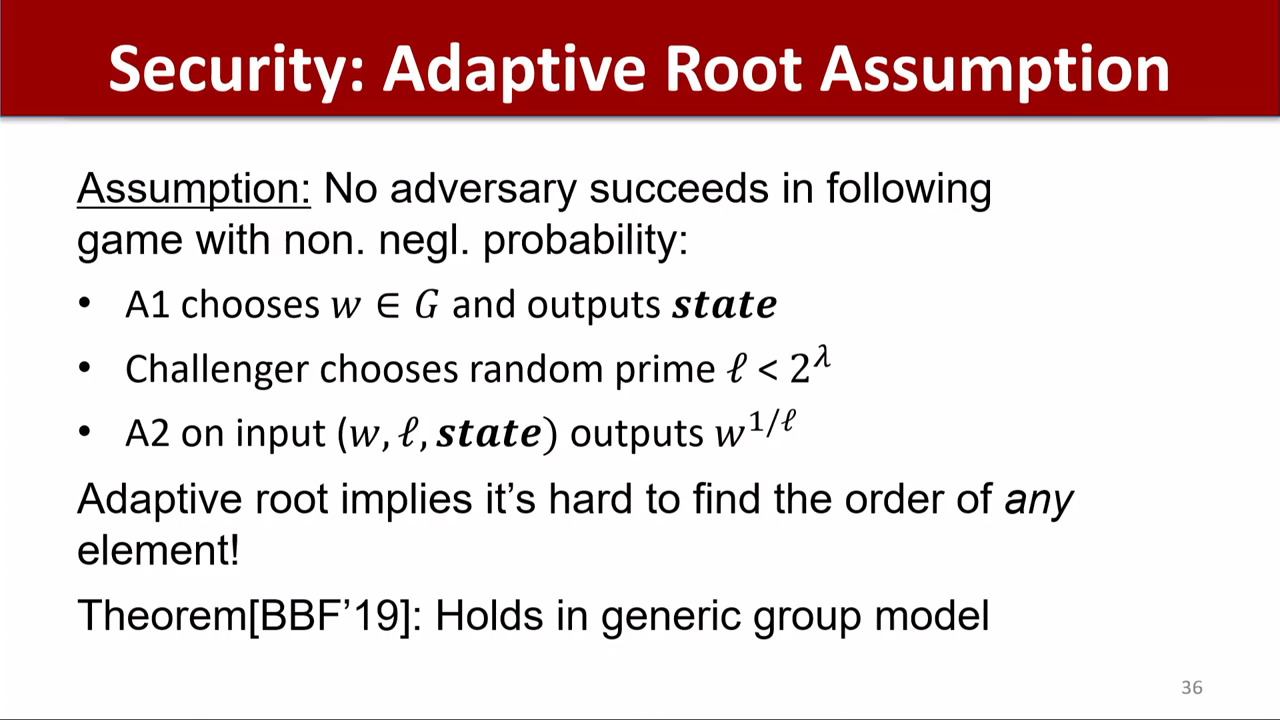 Security: Adaptive Root Assumption
Assumption: No adversary succeeds in following
game with non. negl. probability:
• A1 chooses 𝑤 ∈ 𝐺 and outputs 𝒔𝒕𝒂𝒕𝒆
• Challenger chooses random prime ℓ < 2^𝜆
• A2 on input (𝑤, ℓ, 𝒔𝒕𝒂𝒕𝒆) outputs 𝑤^{1/ℓ}
Adaptive root implies it’s hard to find the order of any
element!
Theorem[BBF’19]: Holds in generic group model
36